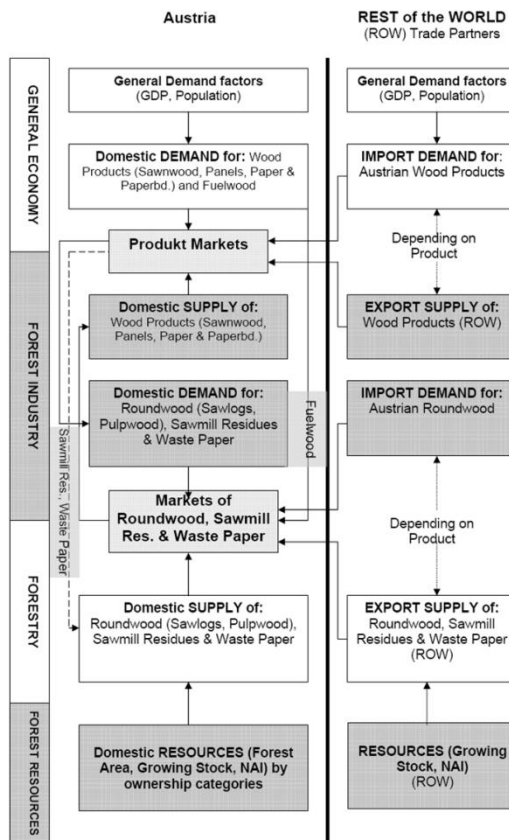 Austria
REST of the WORLD
(ROW) Trade Partners
GENERAL ECONOMY
FOREST INDUSTRY
FORESTRY
FOREST RESOURCES
General Demand factors
(GDP, Population)
Domestic DEMAND for: Wood
Products (Sawnwood, Panels, Paper &
Paperbd.) and Fuelwood
Produkt Markets
Domestic SUPPLY of:
Wood Products (Sawnwood,
Panels, Paper & Paperbd.)
Domestic DEMAND for:
Roundwood (Sawlogs,
Pulpwood), Sawmill Residues
& Waste Paper
Fuelwood
Sawmill Res., Waste Paper
Markets of
Roundwood, Sawmill
Res. & Waste Paper
Domestic SUPPLY of:
Roundwood (Sawlogs, Pulpwood),
Sawmill Residues & Waste Paper
Domestic RESOURCES (Forest
Area, Growing Stock, NAI) by
ownership categories
General Demand factors
(GDP, Population)
IMPORT DEMAND for:
Austrian Wood Products
Depending on
Product
EXPORT SUPPLY of:
Wood Products (ROW)
IMPORT DEMAND for:
Austrian Roundwood
Depending on
Product
EXPORT SUPPLY of:
Roundwood, Sawmill
Residues & Waste Paper
(ROW)
RESOURCES (Growing
Stock, NAI)
(ROW)